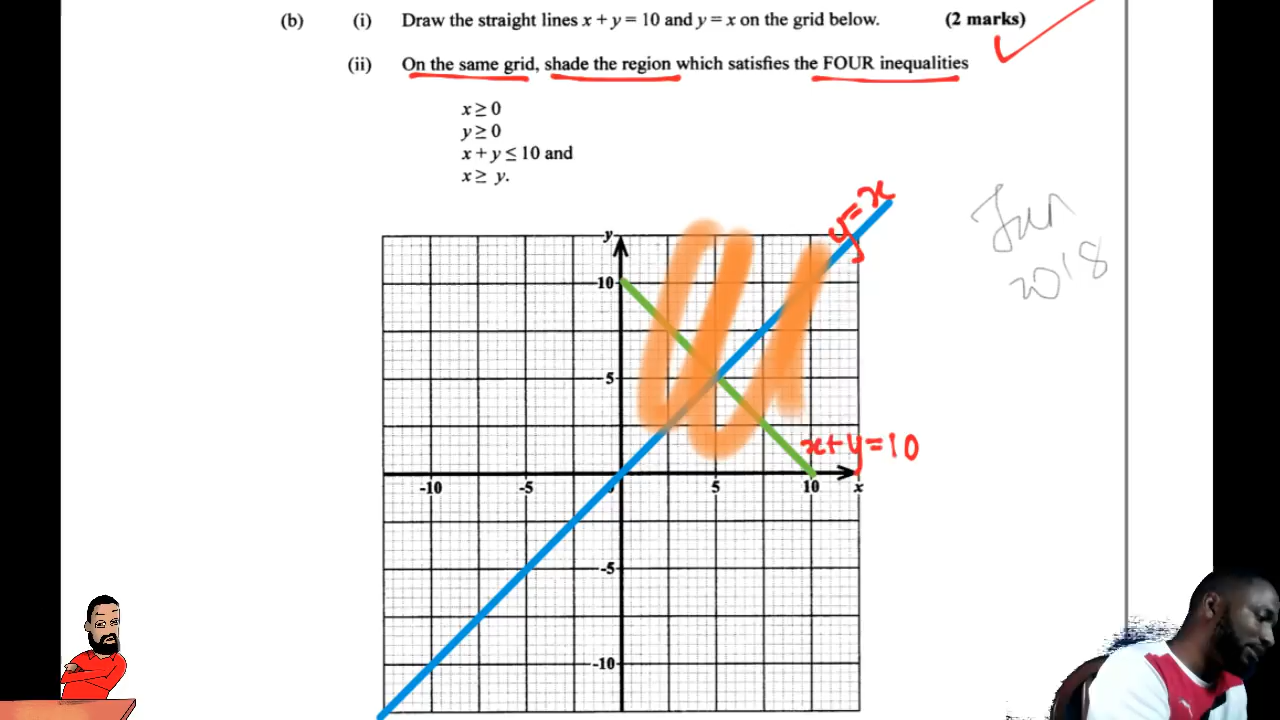 (b) (i) Draw the straight lines x + y = 10 and y = x on the grid below. (2 marks)
(ii) On the same grid, shade the region which satisfies the FOUR inequalities
x ≥ 0
y ≥ 0
x + y ≤ 10 and
x ≥ y.
y=x
Jan
2018
y
10
5
x+y=10
-10
-5
5
10
x
-5
-10